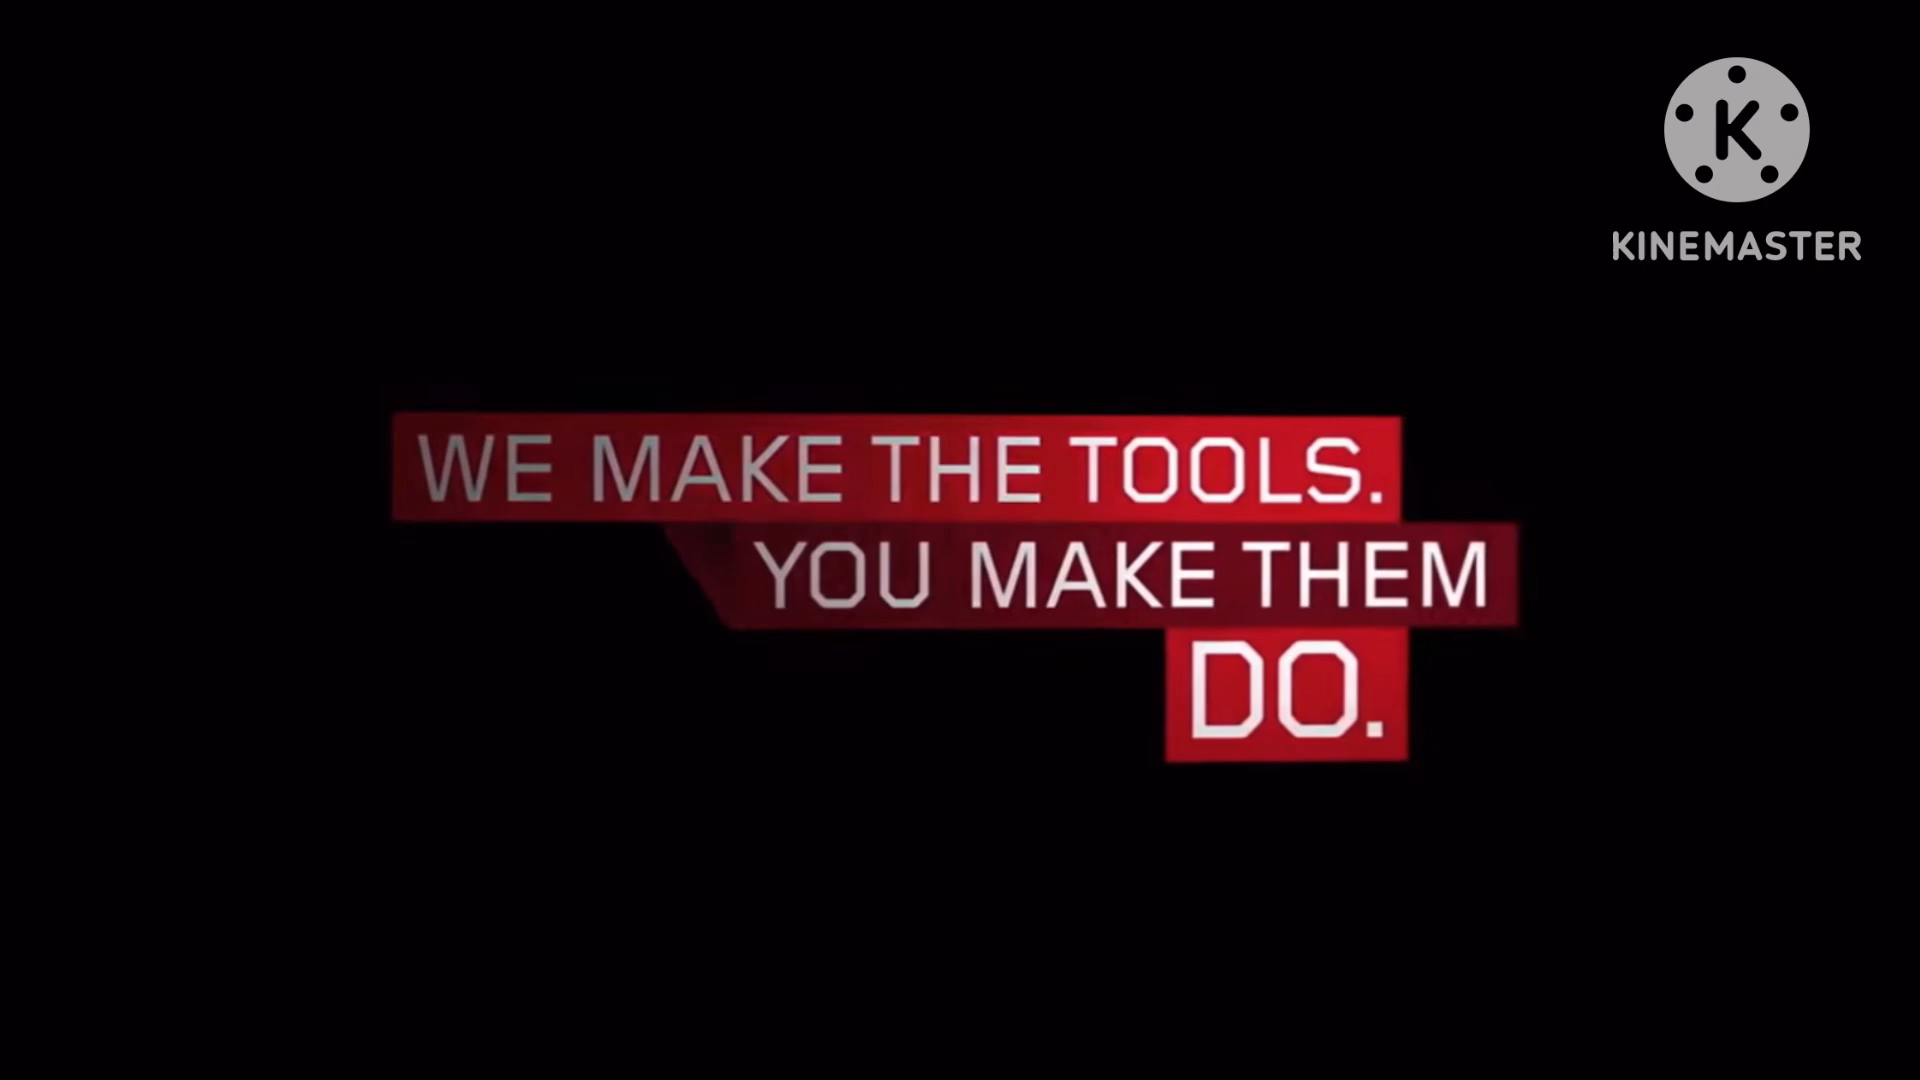 K
KINEMASTER
WE MAKE THE TOOLS.
YOU MAKE THEM
DO.